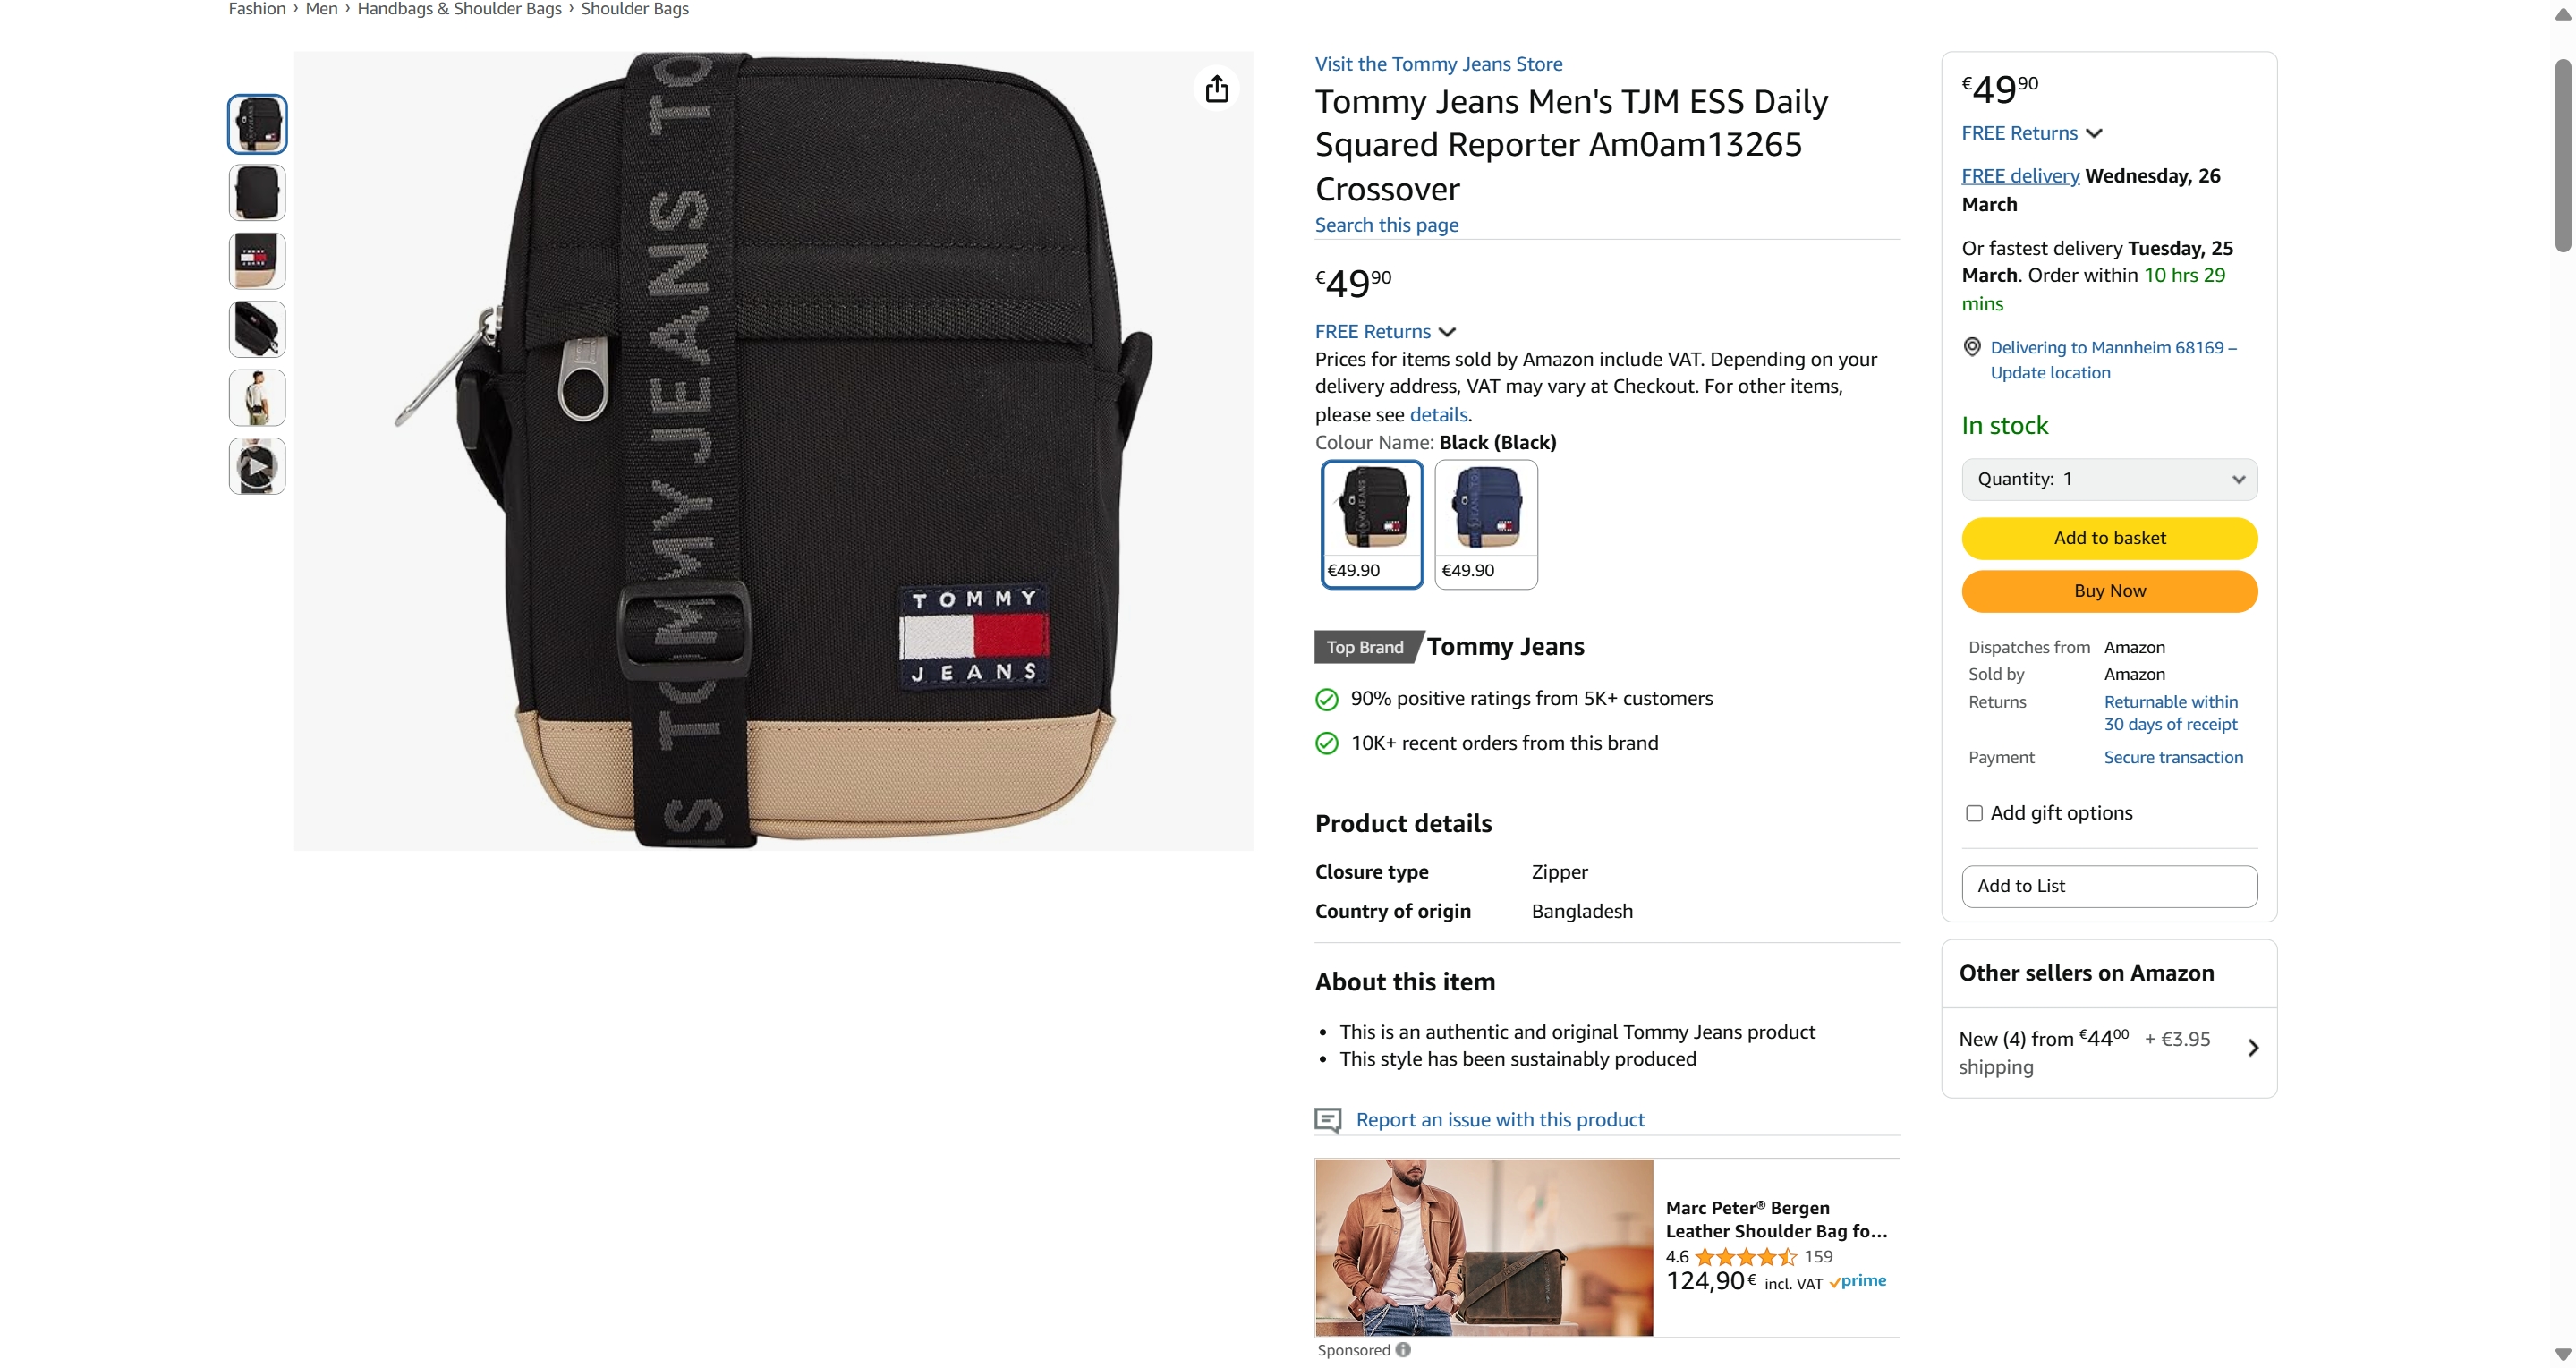 Fashion › Men › Handbags & Shoulder Bags › Shoulder Bags
TOMMY JEANS TO
TOMMY
JEANS
Visit the Tommy Jeans Store
Tommy Jeans Men's TJM ESS Daily
Squared Reporter Am0am13265
Crossover
Search this page
€4990
FREE Returns
Prices for items sold by Amazon include VAT. Depending on your
delivery address, VAT may vary at Checkout. For other items,
please see details.
Colour Name: Black (Black)
€49.90
€49.90
Top Brand Tommy Jeans
90% positive ratings from 5K+ customers
10K+ recent orders from this brand
Product details
Closure type Zipper
Country of origin Bangladesh
About this item
• This is an authentic and original Tommy Jeans product
• This style has been sustainably produced
Report an issue with this product
Marc Peter® Bergen
Leather Shoulder Bag fo...
4.6 159
124,90€ incl. VAT prime
Sponsored
€4990
FREE Returns
FREE delivery Wednesday, 26
March
Or fastest delivery Tuesday, 25
March. Order within 10 hrs 29
mins
Delivering to Mannheim 68169 –
Update location
In stock
Quantity: 1
Add to basket
Buy Now
Dispatches from Amazon
Sold by Amazon
Returns Returnable within
30 days of receipt
Payment Secure transaction
Add gift options
Add to List
Other sellers on Amazon
New (4) from €4400 + €3.95
shipping